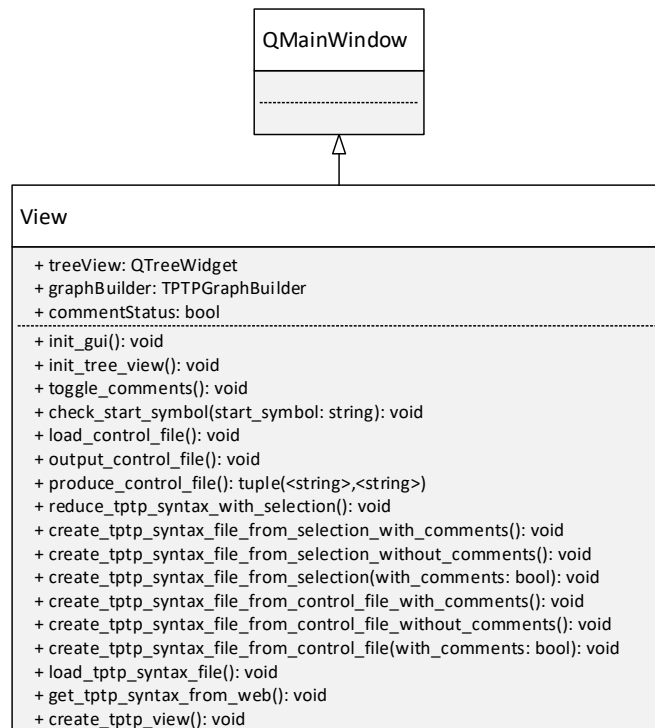 QMainWindow
View
+ treeView: QTreeWidget
+ graphBuilder: TPTPGraphBuilder
+ commentStatus: bool
+ init_gui(): void
+ init_tree_view(): void
+ toggle_comments(): void
+ check_start_symbol(start_symbol: string): void
+ load_control_file(): void
+ output_control_file(): void
+ produce_control_file(): tuple(<string>,<string>)
+ reduce_tptp_syntax_with_selection(): void
+ create_tptp_syntax_file_from_selection_with_comments(): void
+ create_tptp_syntax_file_from_selection_without_comments(): void
+ create_tptp_syntax_file_from_selection(with_comments: bool): void
+ create_tptp_syntax_file_from_control_file_with_comments(): void
+ create_tptp_syntax_file_from_control_file_without_comments(): void
+ create_tptp_syntax_file_from_control_file(with_comments: bool): void
+ load_tptp_syntax_file(): void
+ get_tptp_syntax_from_web(): void
+ create_tptp_view(): void